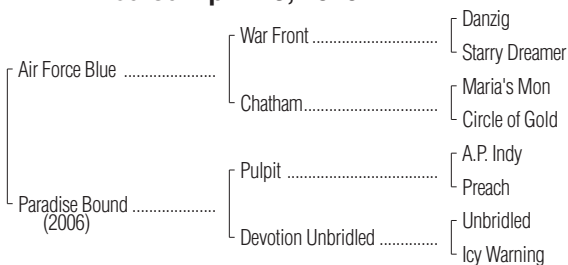 Danzig
War Front ................................
Starry Dreamer
Air Force Blue ......................
Maria's Mon
Chatham..................................
Circle of Gold
A.P. Indy
Pulpit ......................................
Preach
Paradise Bound ....................
(2006)
Unbridled
Devotion Unbridled ..............
Icy Warning